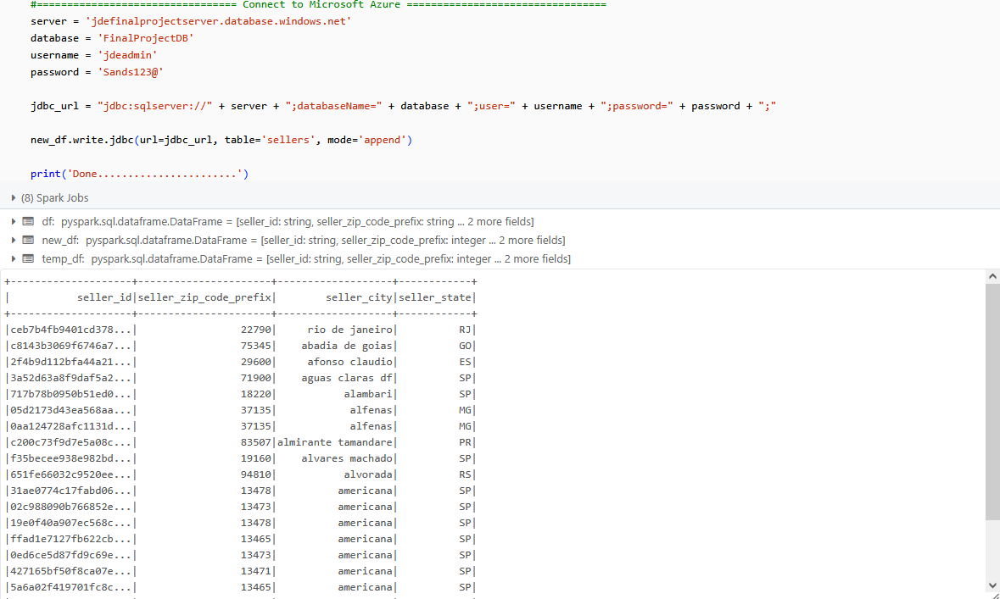 #================================= Connect to Microsoft Azure =================================
server = 'jdefinalprojectserver.database.windows.net'
database = 'FinalProjectDB'
username = 'jdeadmin'
password = 'Sands123@'
jdbc_url = "jdbc:sqlserver://" + server + ";databaseName=" + database + ";user=" + username + ";password=" + password + ";"
new_df.write.jdbc(url=jdbc_url, table='sellers', mode='append')
print('Done.......................')
(8) Spark Jobs
df: pyspark.sql.dataframe.DataFrame = [seller_id: string, seller_zip_code_prefix: string ... 2 more fields]
new_df: pyspark.sql.dataframe.DataFrame = [seller_id: string, seller_zip_code_prefix: integer ... 2 more fields]
temp_df: pyspark.sql.dataframe.DataFrame = [seller_id: string, seller_zip_code_prefix: integer ... 2 more fields]
+--------------------+----------------------+-------------------+------------+
|           seller_id|seller_zip_code_prefix|        seller_city|seller_state|
+--------------------+----------------------+-------------------+------------+
|ceb7b4fb9401cd378...|                 22790|     rio de janeiro|          RJ|
|c8143b3069f6746a7...|                 75345|    abadia de goias|          GO|
|2f4b9d112bfa44a21...|                 29600|     afonso claudio|          ES|
|3a52d63a8f9daf5a2...|                 71900|    aguas claras df|          SP|
|717b78b0950b51ed0...|                 18220|           alambari|          SP|
|05d2173d43ea568aa...|                 37135|            alfenas|          MG|
|0aa124728afc1131d...|                 37135|            alfenas|          MG|
|c200c73f9d7e5a08c...|                 83507|almirante tamandare|          PR|
|f35becee938e982bd...|                 19160|    alvares machado|          SP|
|651fe66032c9520ee...|                 94810|           alvorada|          RS|
|31ae0774c17fabd06...|                 13478|          americana|          SP|
|02c988090b766852e...|                 13473|          americana|          SP|
|19e0f40a907ec568c...|                 13478|          americana|          SP|
|ffad1e7127fb622cb...|                 13465|          americana|          SP|
|0ed6ce5d87fd9c69e...|                 13473|          americana|          SP|
|427165bf50f8ca07e...|                 13471|          americana|          SP|
|5a6a02f419701fc8c...|                 13465|          americana|          SP|